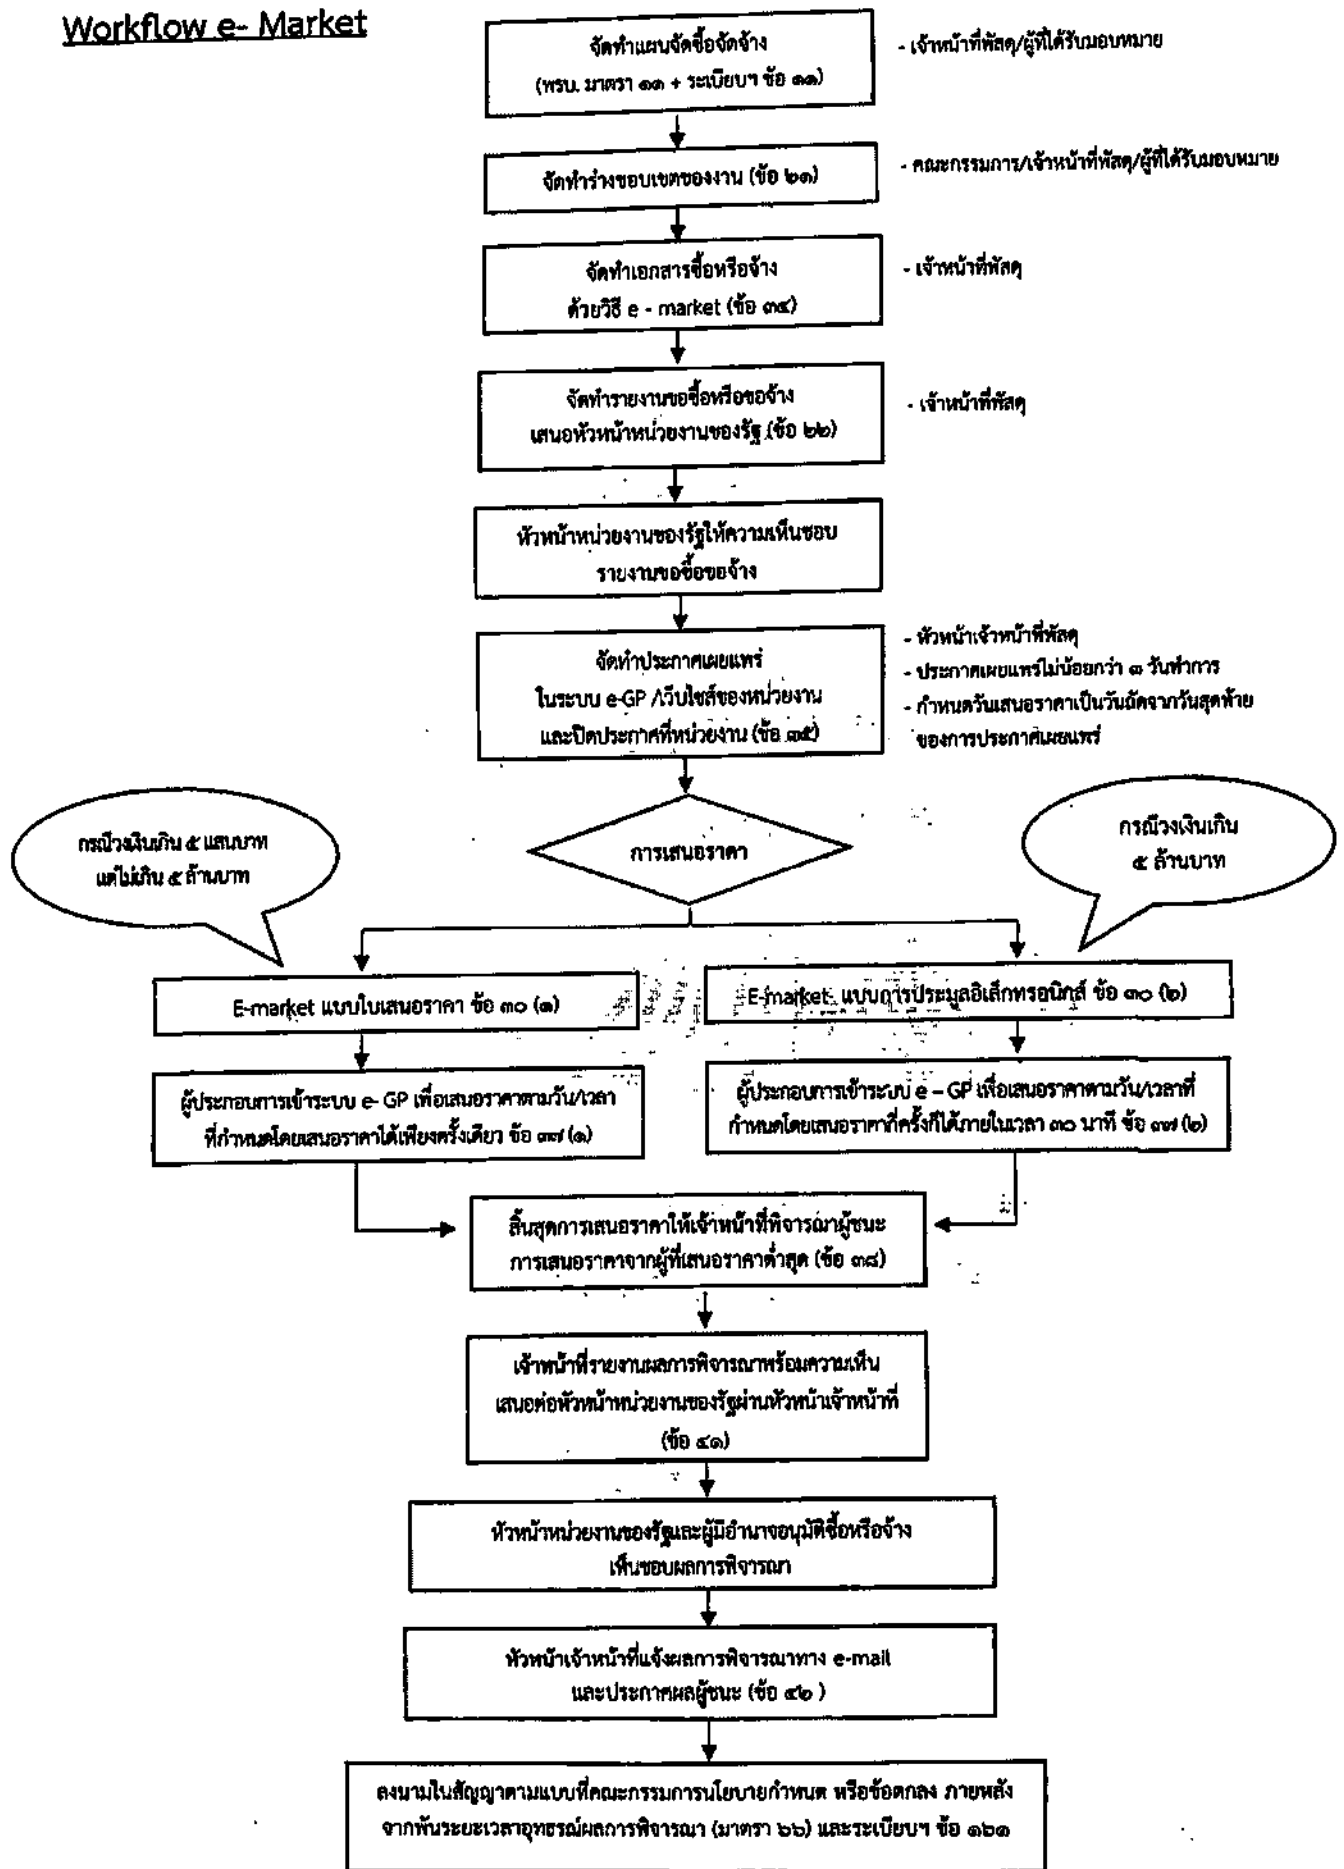 Workflow e- Market
จัดทำแผนจัดซื้อจัดจ้าง
(พรบ. มาตรา ๑๑ + ระเบียบฯ ข้อ ๑๑)
- เจ้าหน้าที่พัสดุ/ผู้ที่ได้รับมอบหมาย
จัดทำร่างขอบเขตของงาน (ข้อ ๒๑)
- คณะกรรมการ/เจ้าหน้าที่พัสดุ/ผู้ที่ได้รับมอบหมาย
จัดทำเอกสารซื้อหรือจ้าง
ด้วยวิธี e - market (ข้อ ๓๔)
- เจ้าหน้าที่พัสดุ
จัดทำรายงานขอซื้อหรือขอจ้าง
เสนอหัวหน้าหน่วยงานของรัฐ (ข้อ ๒๒)
- เจ้าหน้าที่พัสดุ
หัวหน้าหน่วยงานของรัฐให้ความเห็นชอบ
รายงานขอซื้อขอจ้าง
จัดทำประกาศเผยแพร่
ในระบบ e-GP /เว็บไซส์ของหน่วยงาน
และปิดประกาศที่หน่วยงาน (ข้อ ๓๕)
- หัวหน้าเจ้าหน้าที่พัสดุ
- ประกาศเผยแพร่ไม่น้อยกว่า ๓ วันทำการ
- กำหนดวันเสนอราคาเป็นวันถัดจากวันสุดท้าย
ของการประกาศเผยแพร่
กรณีวงเงินเกิน ๕ แสนบาท
แต่ไม่เกิน ๕ ล้านบาท
การเสนอราคา
กรณีวงเงินเกิน
๕ ล้านบาท
E-market แบบใบเสนอราคา ข้อ ๓๐ (๑)
E-market แบบการประมูลอิเล็กทรอนิกส์ ข้อ ๓๐ (๒)
ผู้ประกอบการเข้าระบบ e- GP เพื่อเสนอราคาตามวัน/เวลา
ที่กำหนดโดยเสนอราคาได้เพียงครั้งเดียว ข้อ ๓๗ (๑)
ผู้ประกอบการเข้าระบบ e – GP เพื่อเสนอราคาตามวัน/เวลาที่
กำหนดโดยเสนอราคากี่ครั้งก็ได้ภายในเวลา ๓๐ นาที ข้อ ๓๗ (๒)
สิ้นสุดการเสนอราคาให้เจ้าหน้าที่พิจารณาผู้ชนะ
การเสนอราคาจากผู้ที่เสนอราคาต่ำสุด (ข้อ ๓๘)
เจ้าหน้าที่รายงานผลการพิจารณาพร้อมความเห็น
เสนอต่อหัวหน้าหน่วยงานของรัฐผ่านหัวหน้าเจ้าหน้าที่
(ข้อ ๔๑)
หัวหน้าหน่วยงานของรัฐและผู้มีอำนาจอนุมัติซื้อหรือจ้าง
เห็นชอบผลการพิจารณา
หัวหน้าเจ้าหน้าที่แจ้งผลการพิจารณาทาง e-mail
และประกาศผลผู้ชนะ (ข้อ ๔๒ )
ลงนามในสัญญาตามแบบที่คณะกรรมการนโยบายกำหนด หรือข้อตกลง ภายหลัง
จากพ้นระยะเวลาอุทธรณ์ผลการพิจารณา (มาตรา ๖๖) และระเบียบฯ ข้อ ๑๖๑